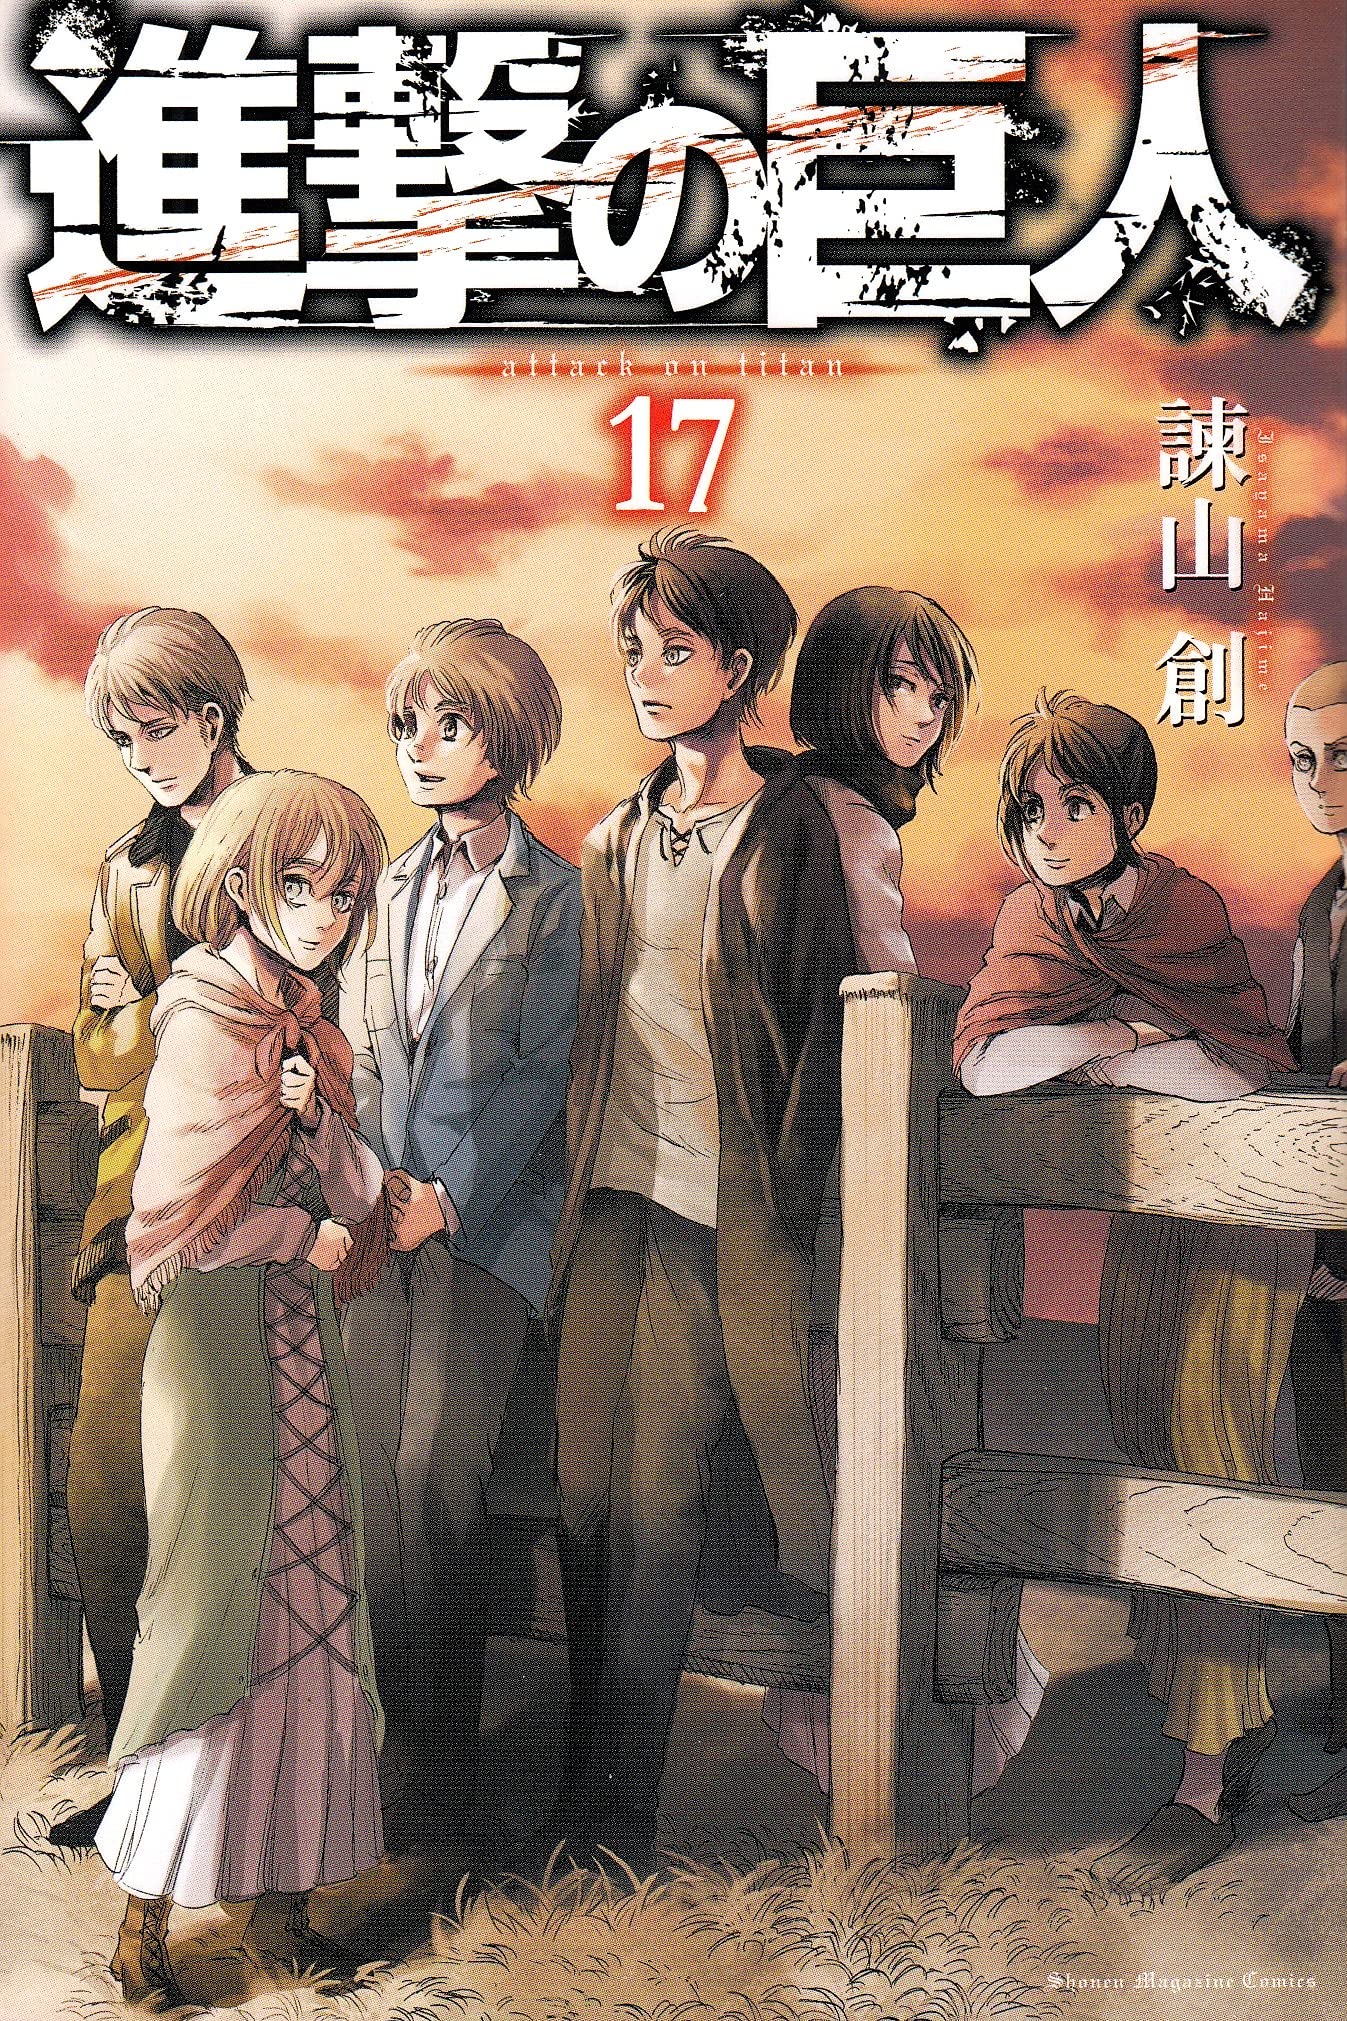 進撃の巨人
attack on titan
17
諫山創
Isayama Hajime
Shonen Magazine Comics